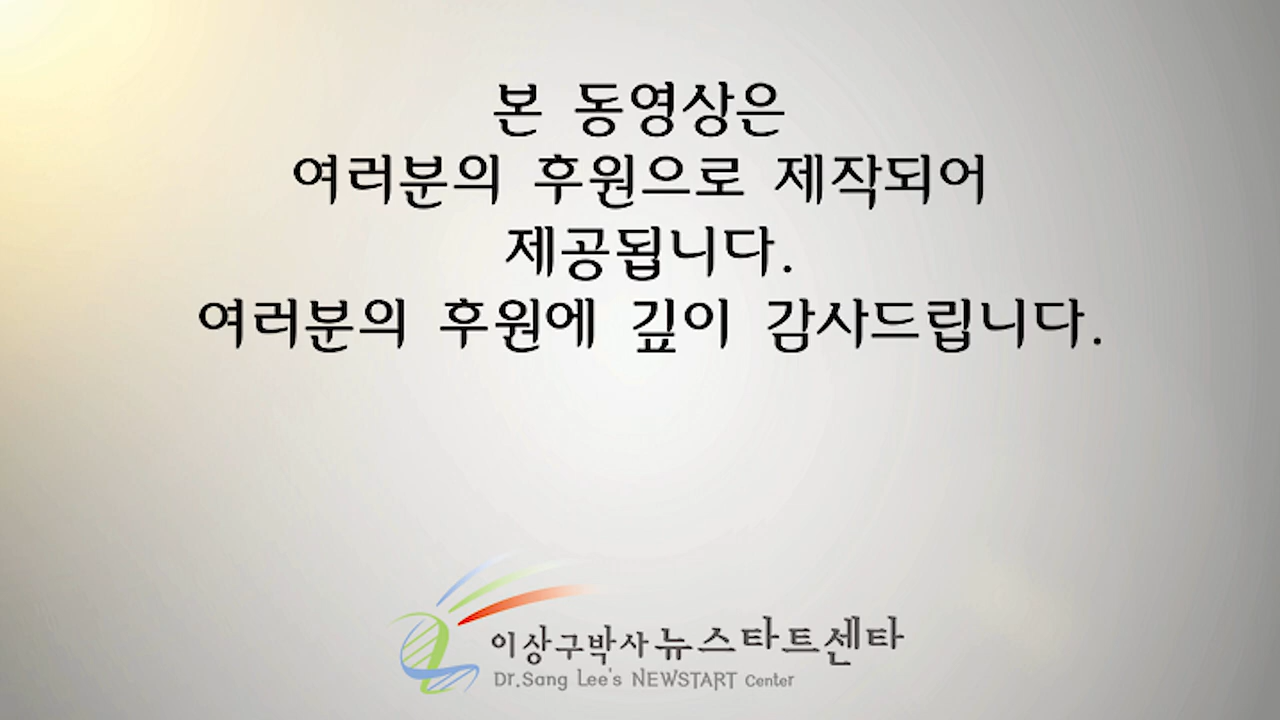 본 동영상은
여러분의 후원으로 제작되어
제공됩니다.
여러분의 후원에 깊이 감사드립니다.
이상구박사 뉴스타트센타
Dr.Sang Lee's NEWSTART Center